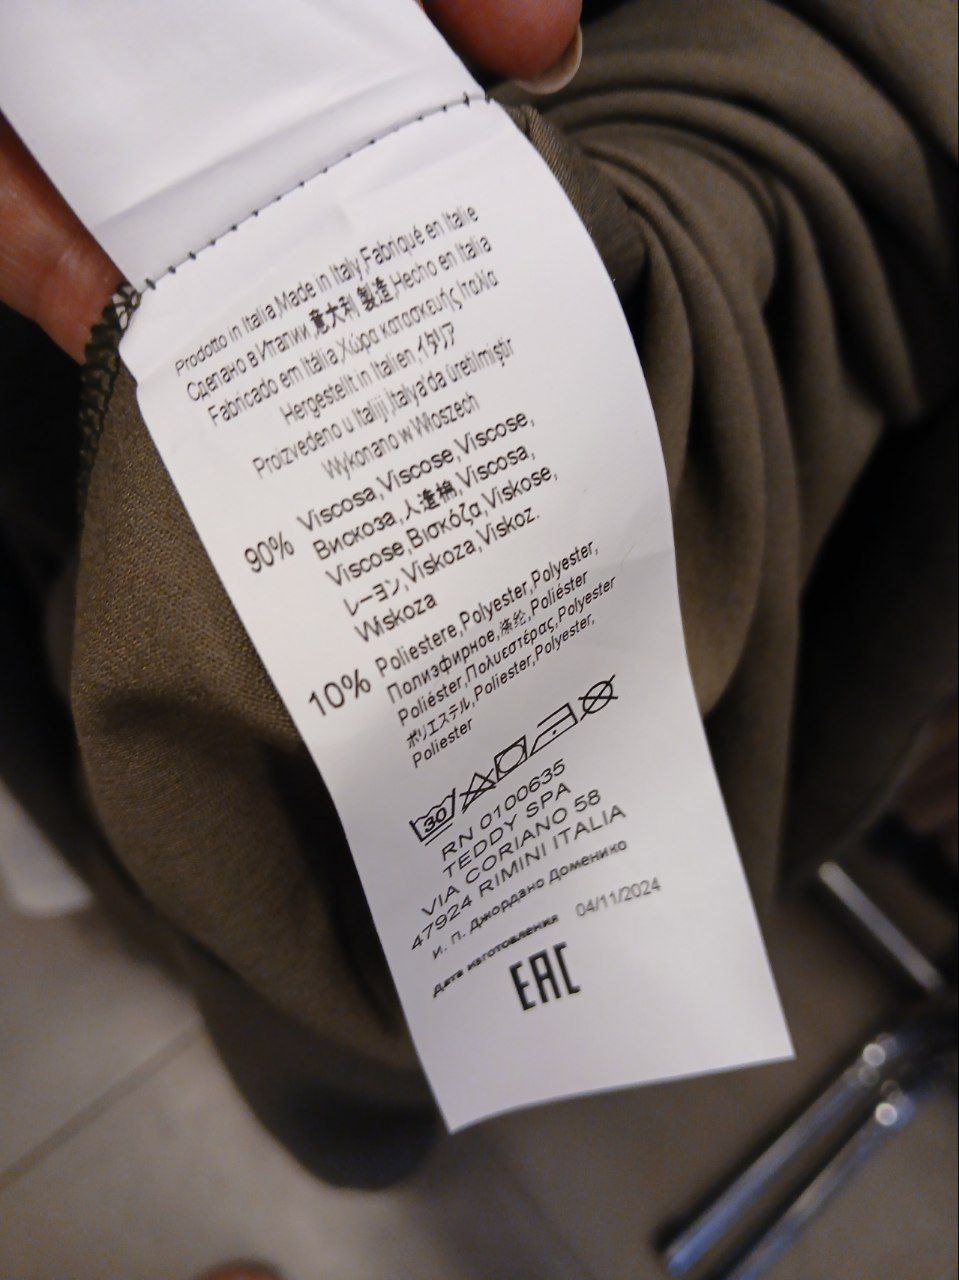 Prodotto in Italia,Made in Italy,Fabriqué en Italie
Сделано в Италии,意大利 製造,Hecho en Italia
Fabricado em Itália,Χώρα κατασκευής Ιταλία
Hergestellt in Italien,イタリア
Proizvedeno u Italiji,Italya'da üretilmiştir
Wykonano w Włoszech
90% Viscosa,Viscose,Viscose,
Вискоза,人造棉,Viscosa,
Viscose,Βισκόζα,Viskose,
レーヨン,Viskoza,Viskoz.
Wiskoza
10% Poliestere,Polyester,Polyester,
Полиэфирное,涤纶,Poliéster
Poliéster,Πολυεστέρας,Polyester
ポリエステル,Poliester,Polyester,
Poliester
30
RN 0100635
TEDDY SPA
VIA CORIANO 58
47924 RIMINI ITALIA
и. п. Джордано Доменико
Дата изготовления 04/11/2024
EAC